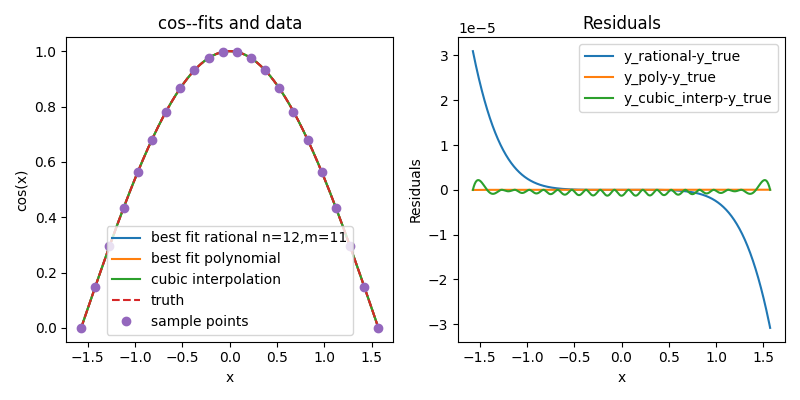 cos--fits and data
1.0
0.8
0.6
0.4
0.2
0.0
cos(x)
best fit rational n=12,m=11
best fit polynomial
cubic interpolation
truth
sample points
−1.5 −1.0 −0.5 0.0 0.5 1.0 1.5
x
Residuals
1e−5
3
2
1
0
−1
−2
−3
Residuals
y_rational-y_true
y_poly-y_true
y_cubic_interp-y_true
−1.5 −1.0 −0.5 0.0 0.5 1.0 1.5
x